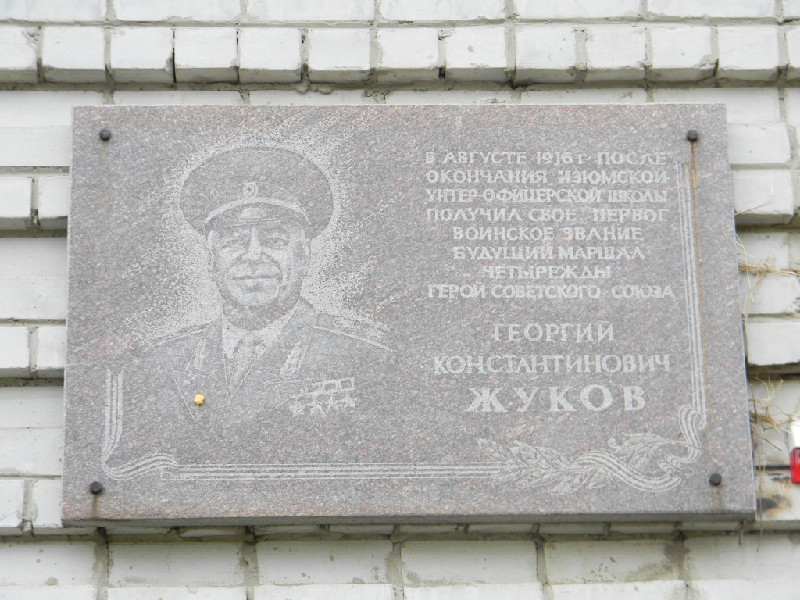 В АВГУСТЕ 1916 Г. ПОСЛЕ
ОКОНЧАНИЯ ИЗЮМСКОЙ
УНТЕР-ОФИЦЕРСКОЙ ШКОЛЫ
ПОЛУЧИЛ СВОЕ ПЕРВОЕ
ВОИНСКОЕ ЗВАНИЕ
БУДУЩИЙ МАРШАЛ
ЧЕТЫРЕЖДЫ
ГЕРОЙ СОВЕТСКОГО СОЮЗА
ГЕОРГИЙ
КОНСТАНТИНОВИЧ
ЖУКОВ